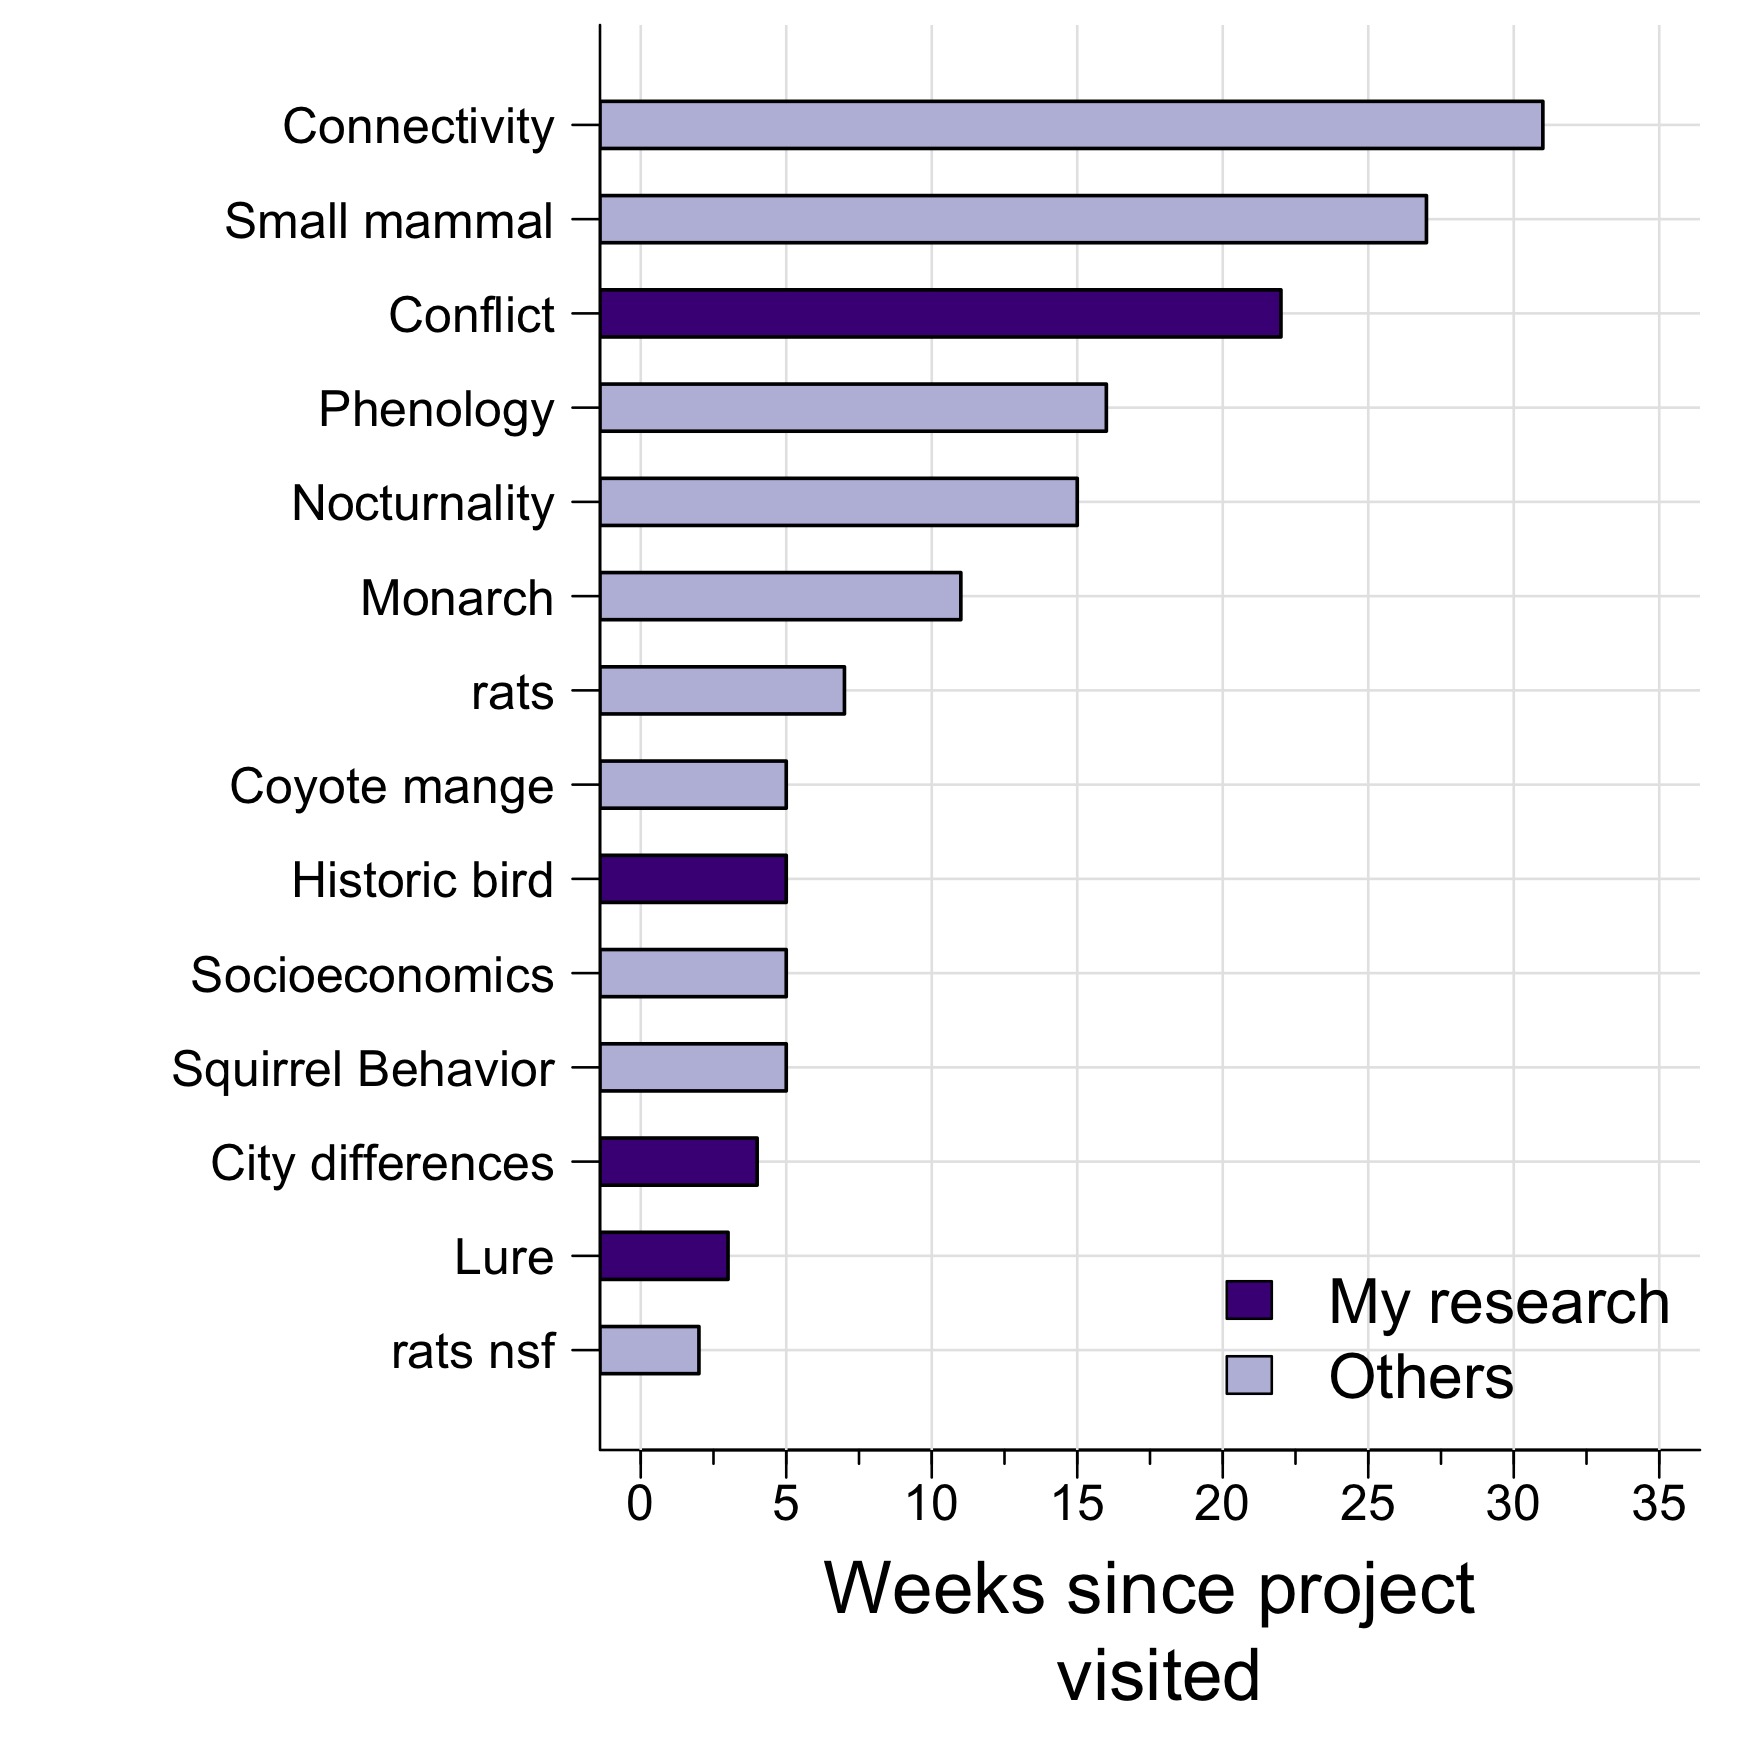 Connectivity
Small mammal
Conflict
Phenology
Nocturnality
Monarch
rats
Coyote mange
Historic bird
Socioeconomics
Squirrel Behavior
City differences
Lure
rats nsf
My research
Others
0 5 10 15 20 25 30 35
Weeks since project
visited